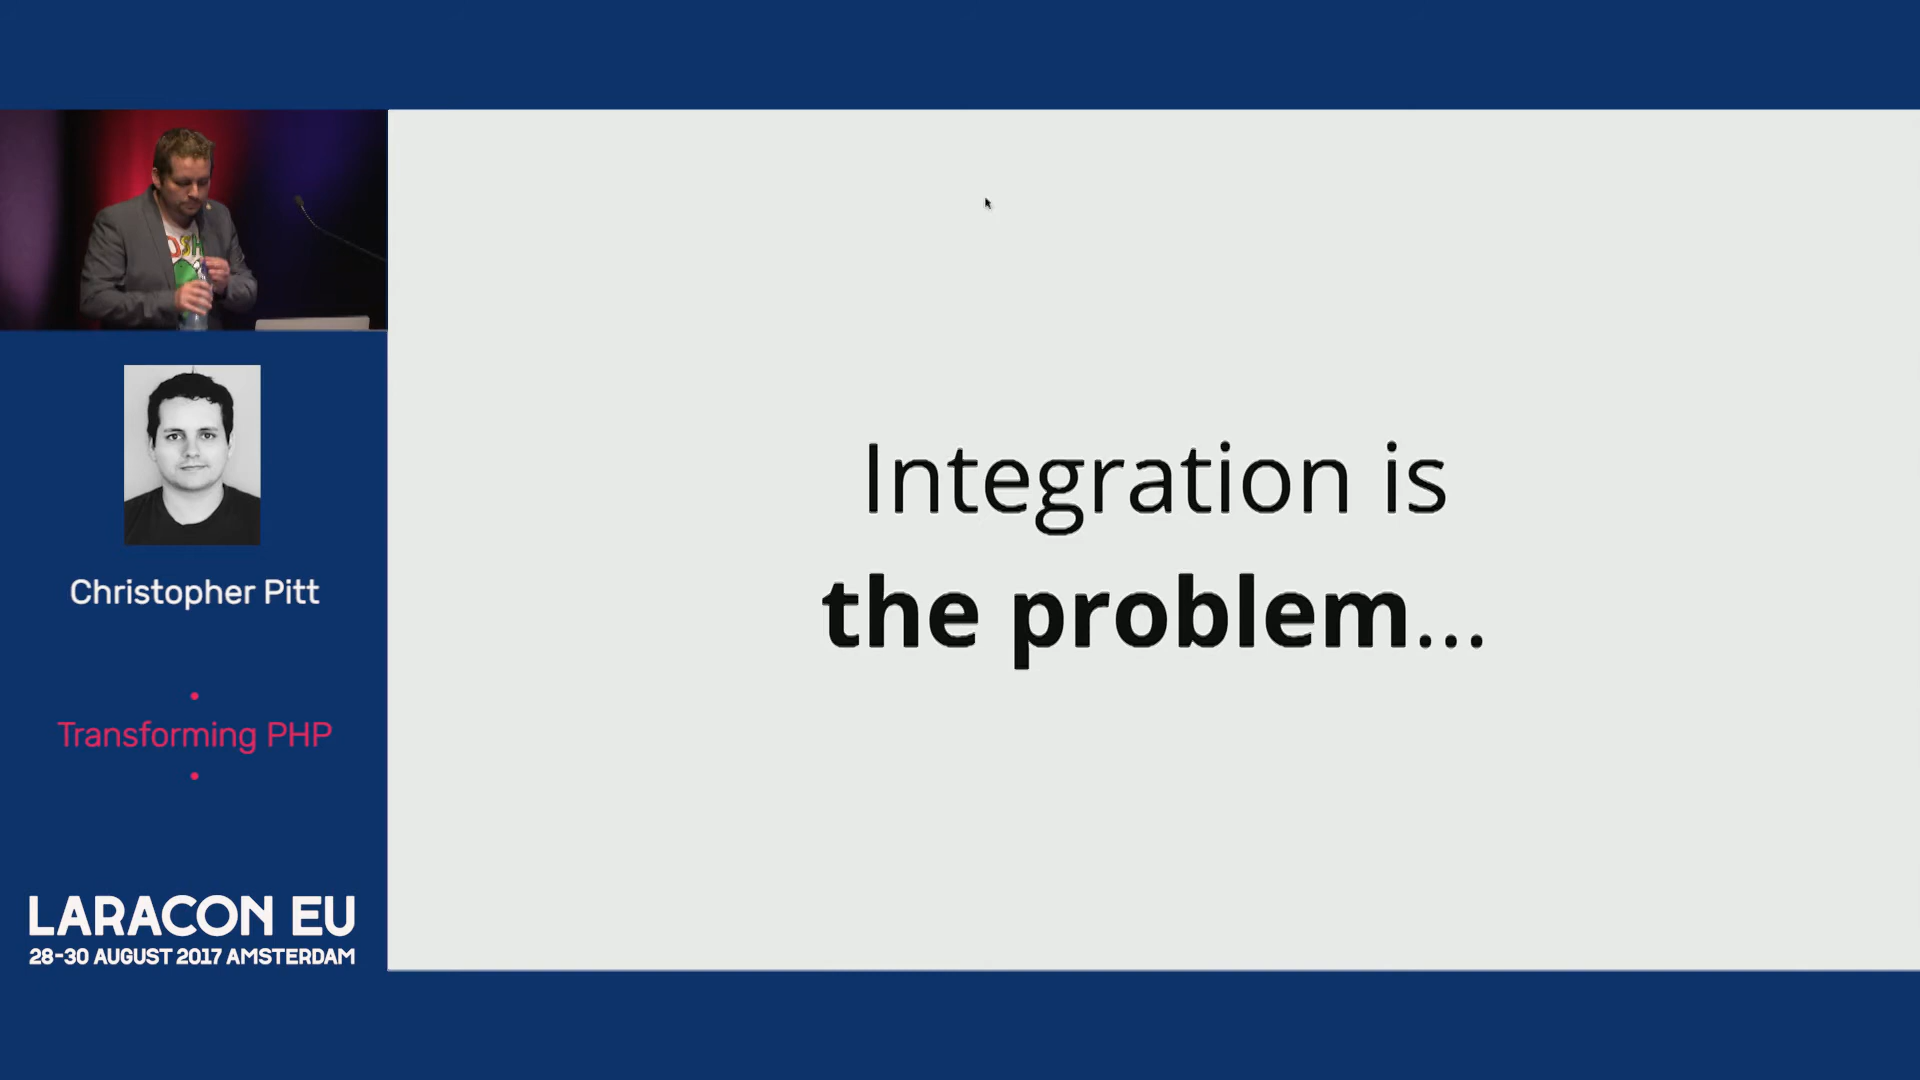 Integration is
the problem...
Christopher Pitt
Transforming PHP
LARACON EU
28-30 AUGUST 2017 AMSTERDAM